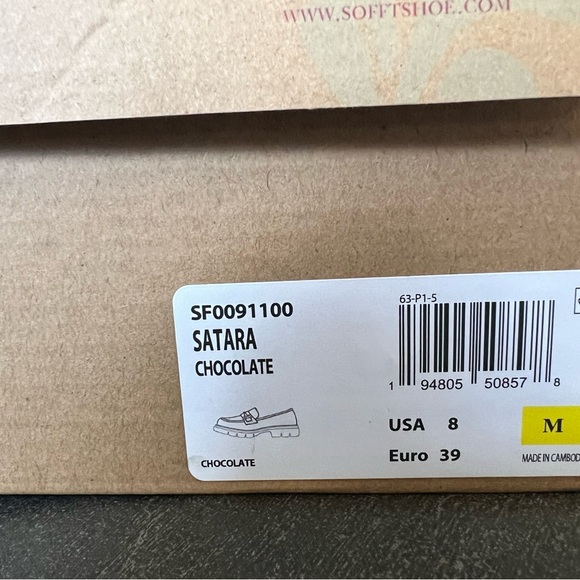 WWW.SOFFTSHOE.COM
SF0091100
SATARA
CHOCOLATE
CHOCOLATE
63-P1-5
1 94805 50857 8
USA 8
Euro 39
M
MADE IN CAMBOD